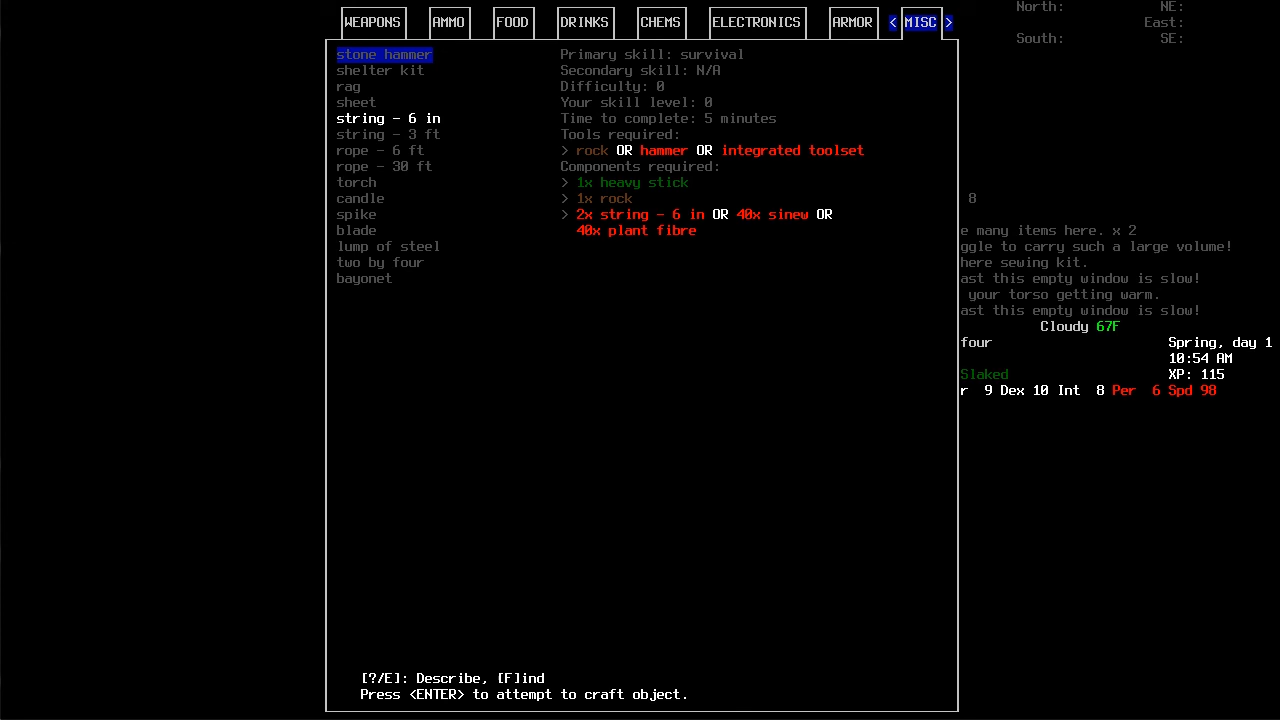 WEAPONS AMMO FOOD DRINKS CHEMS ELECTRONICS ARMOR < MISC >
North: NE:
East:
South: SE:
stone hammer
shelter kit
rag
sheet
string - 6 in
string - 3 ft
rope - 6 ft
rope - 30 ft
torch
candle
spike
blade
lump of steel
two by four
bayonet
Primary skill: survival
Secondary skill: N/A
Difficulty: 0
Your skill level: 0
Time to complete: 5 minutes
Tools required:
> rock OR hammer OR integrated toolset
Components required:
> 1x heavy stick
> 1x rock
> 2x string - 6 in OR 40x sinew OR
40x plant fibre
8
e many items here. x 2
ggle to carry such a large volume!
here sewing kit.
ast this empty window is slow!
your torso getting warm.
ast this empty window is slow!
Cloudy 67F
four Spring, day 1
10:54 AM
Slaked XP: 115
r 9 Dex 10 Int 8 Per 6 Spd 98
[?/E]: Describe, [F]ind
Press <ENTER> to attempt to craft object.